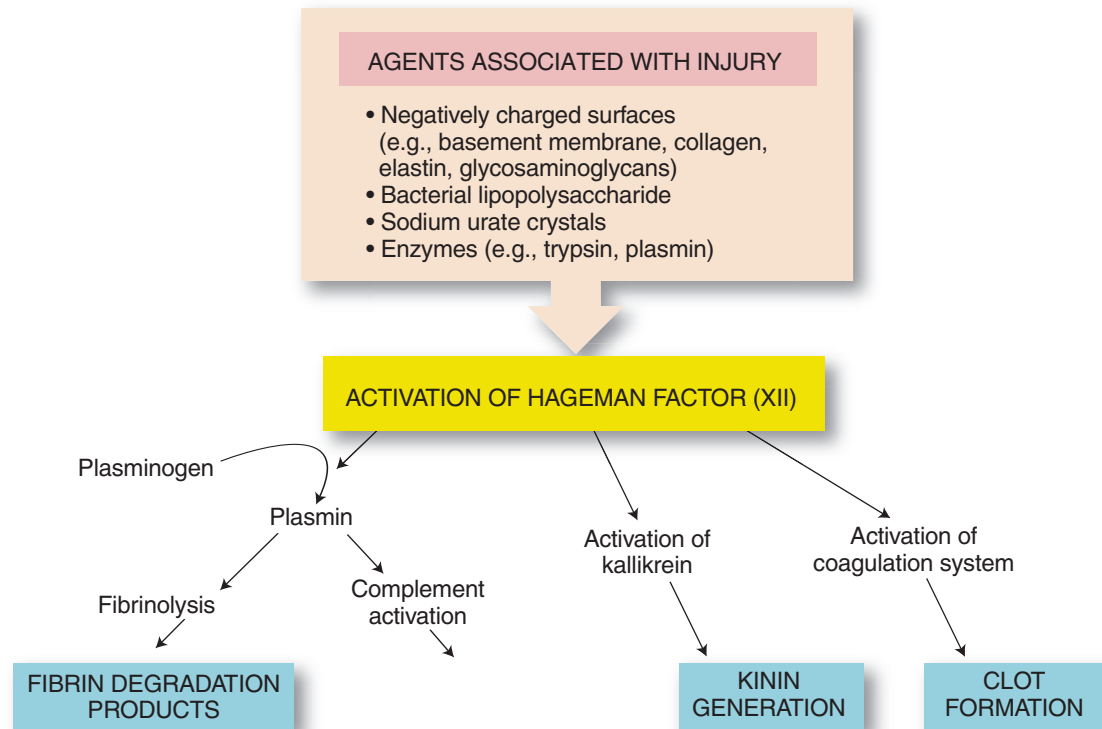 AGENTS ASSOCIATED WITH INJURY
• Negatively charged surfaces
(e.g., basement membrane, collagen,
elastin, glycosaminoglycans)
• Bacterial lipopolysaccharide
• Sodium urate crystals
• Enzymes (e.g., trypsin, plasmin)
ACTIVATION OF HAGEMAN FACTOR (XII)
Plasminogen
Plasmin
Fibrinolysis
Complement
activation
Activation of
kallikrein
Activation of
coagulation system
FIBRIN DEGRADATION
PRODUCTS
KININ
GENERATION
CLOT
FORMATION